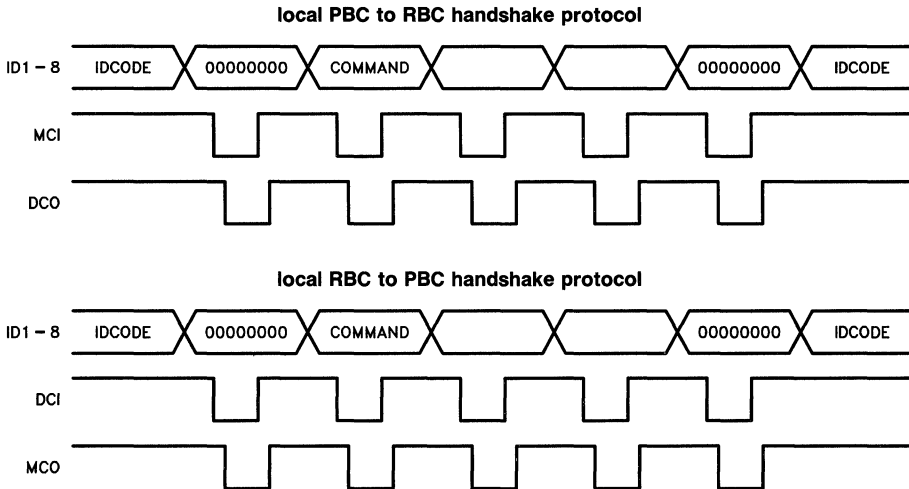 local PBC to RBC handshake protocol
ID1 – 8 IDCODE 00000000 COMMAND 00000000 IDCODE
MCI
DCO
local RBC to PBC handshake protocol
ID1 – 8 IDCODE 00000000 COMMAND 00000000 IDCODE
DCI
MCO